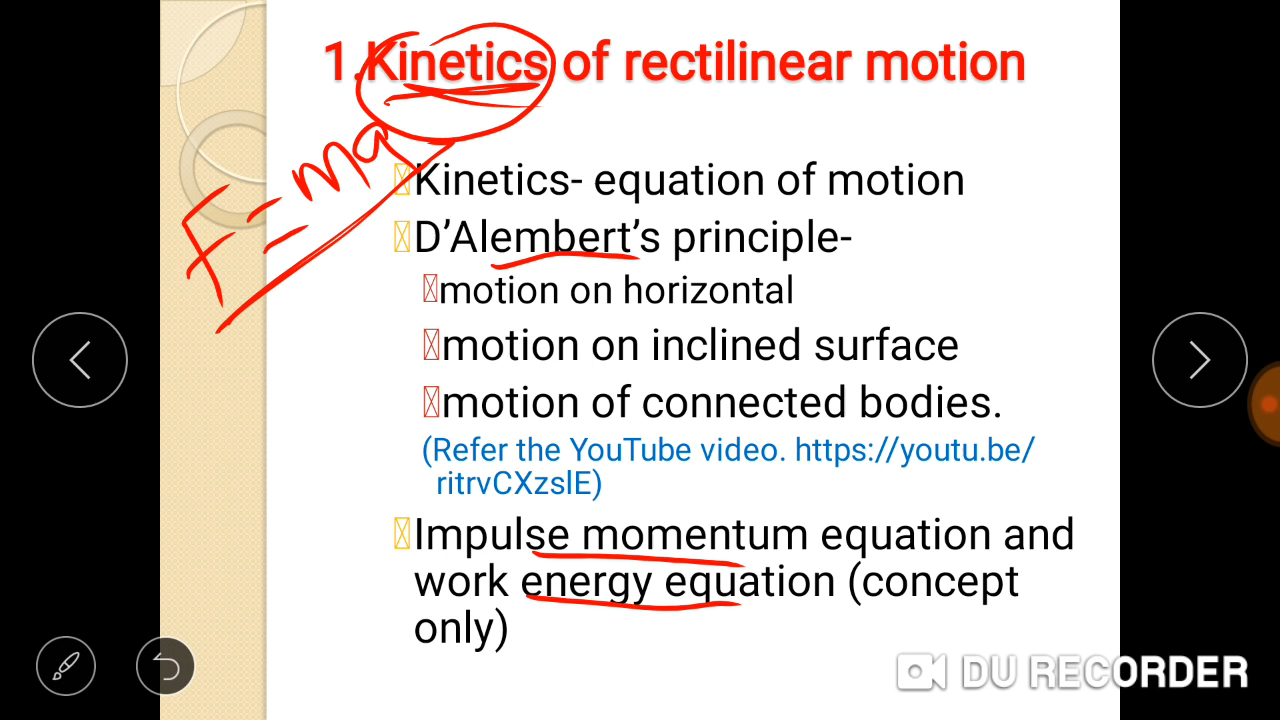 1.Kinetics of rectilinear motion
F=ma
Kinetics- equation of motion
D’Alembert’s principle-
motion on horizontal
motion on inclined surface
motion of connected bodies.
(Refer the YouTube video. https://youtu.be/
ritrvCXzslE)
Impulse momentum equation and
work energy equation (concept
only)
DU RECORDER